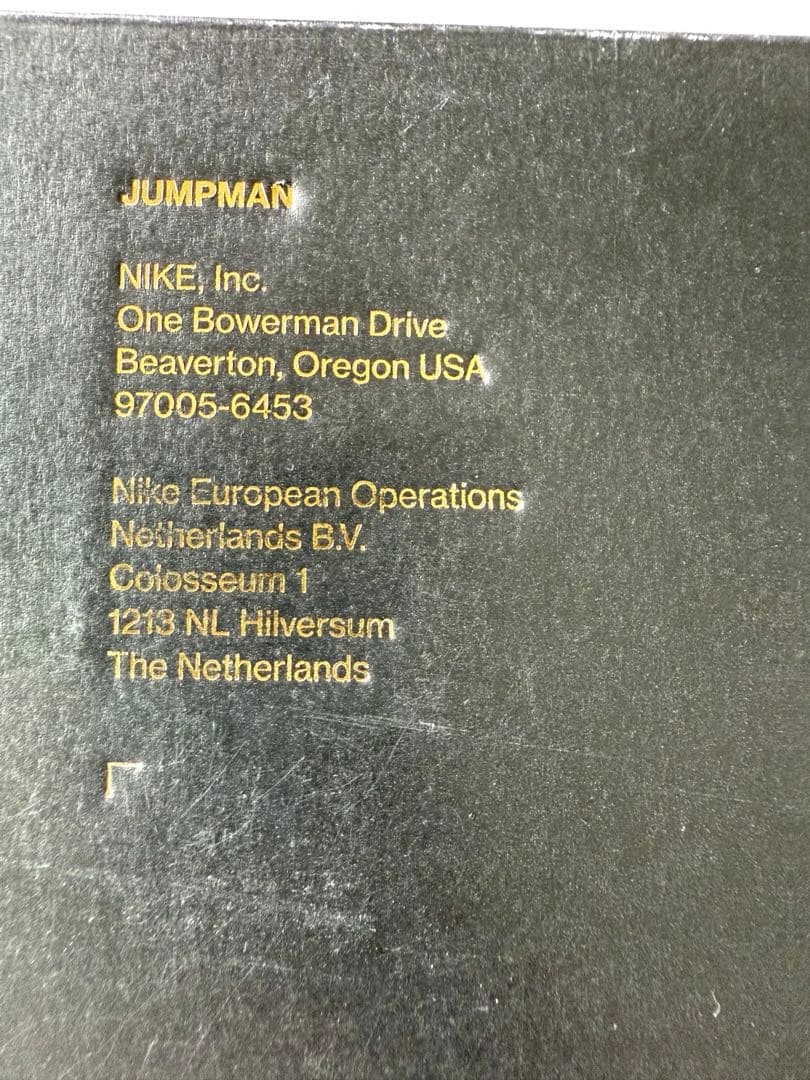 JUMPMAN
NIKE, Inc.
One Bowerman Drive
Beaverton, Oregon USA
97005-6453
Nike European Operations
Netherlands B.V.
Colosseum 1
1213 NL Hilversum
The Netherlands